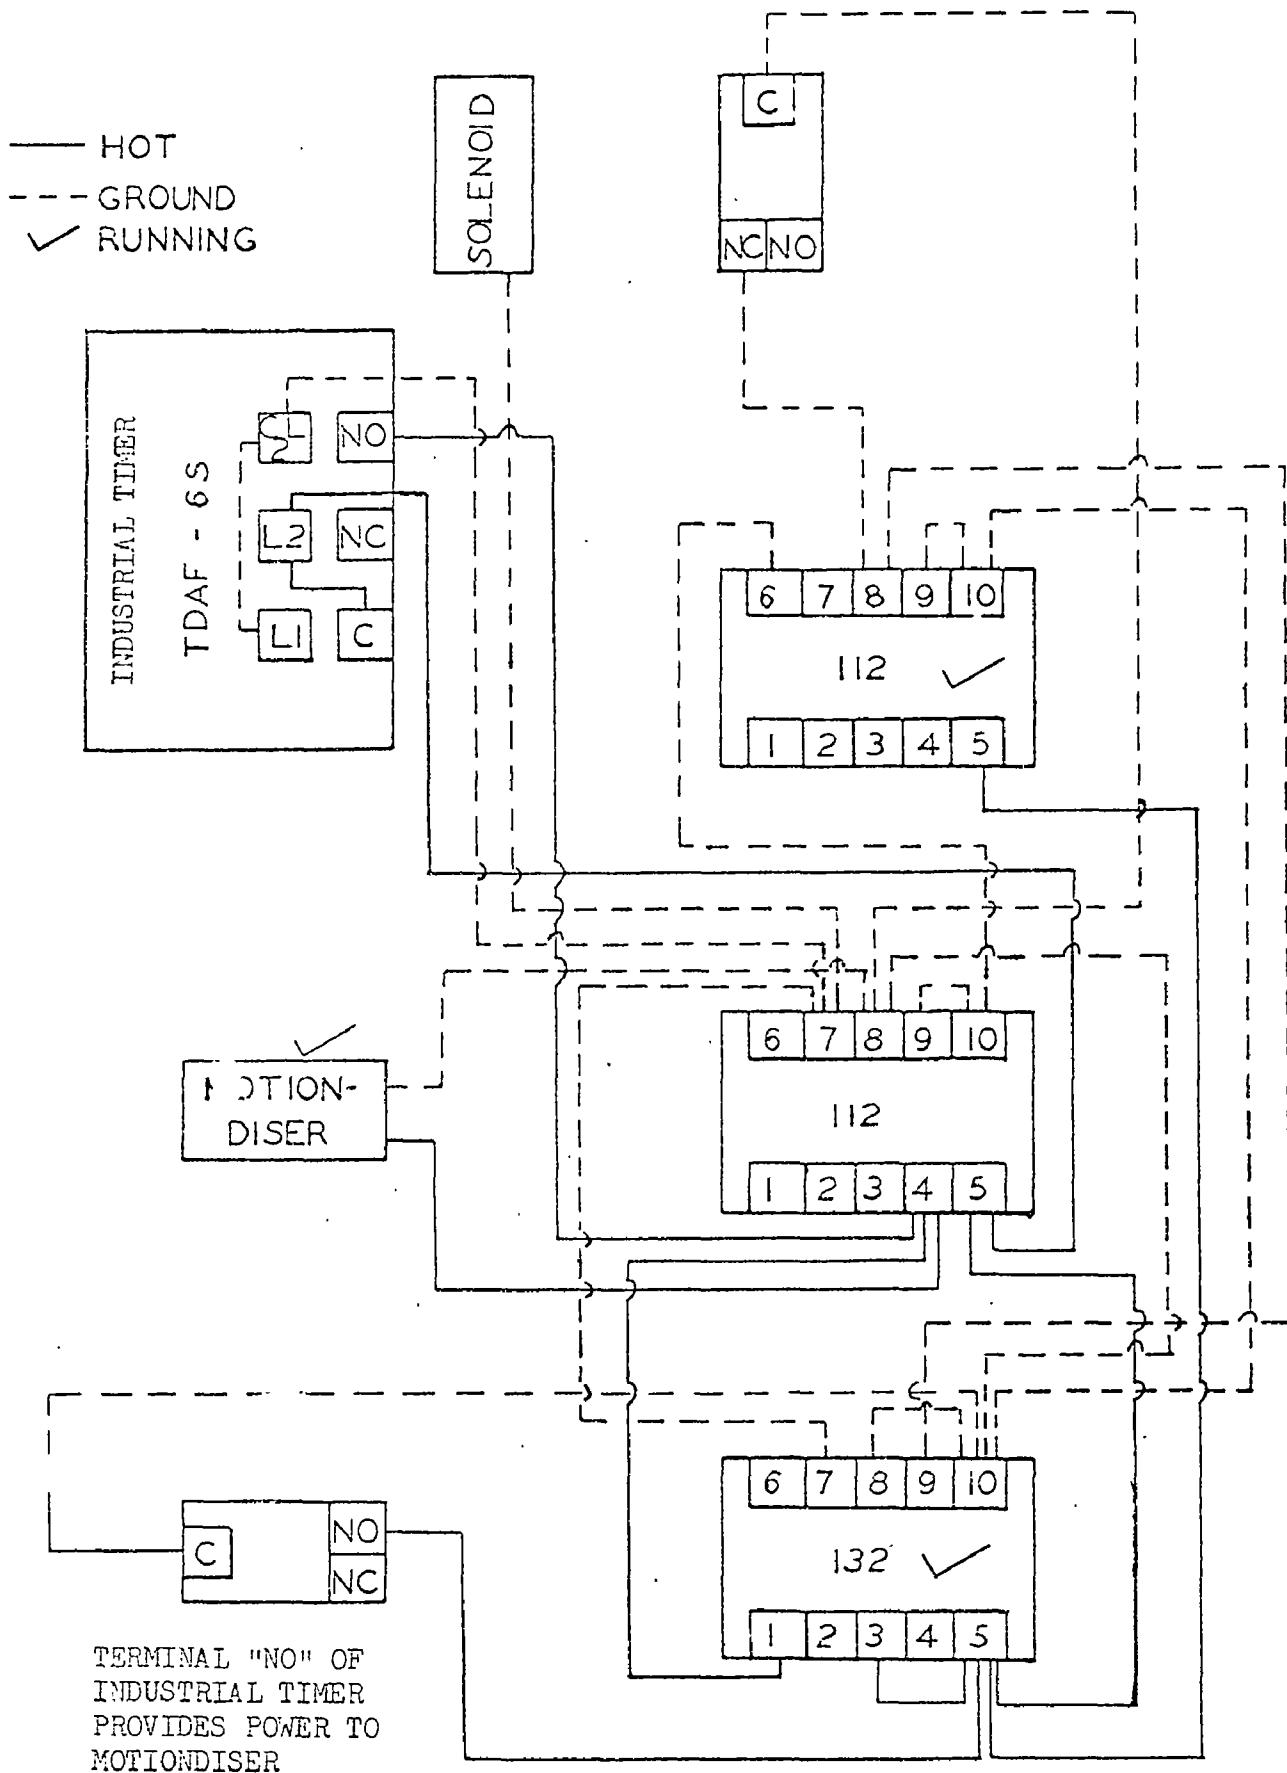 HOT
GROUND
RUNNING
SOLENOID
C
NC NO
INDUSTRIAL TIMER
TDAF - 6S
NO
L2 NC
L1 C
6 7 8 9 10
112
1 2 3 4 5
6 7 8 9 10
112
1 2 3 4 5
OTION-
DISER
6 7 8 9 10
132
1 2 3 4 5
C
NO
NC
TERMINAL "NO" OF
INDUSTRIAL TIMER
PROVIDES POWER TO
MOTIONDISER